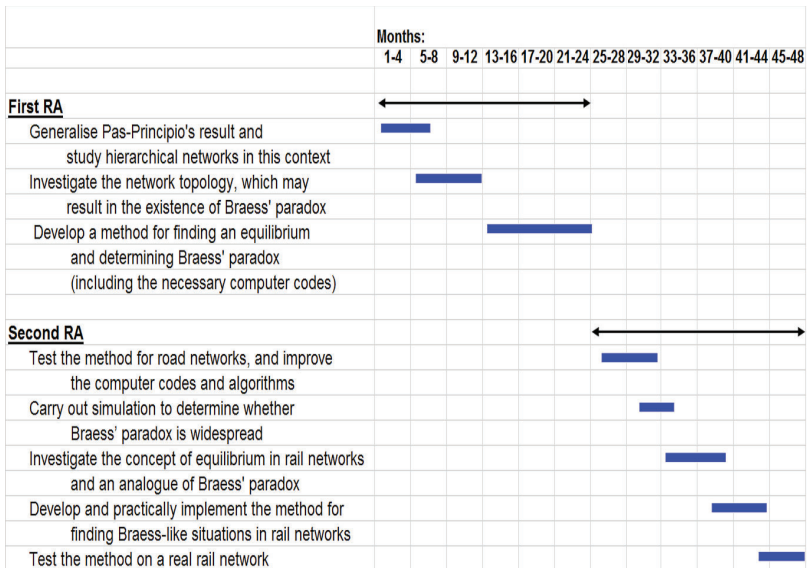 Months:
1-4 5-8 9-12 13-16 17-20 21-24 25-28 29-32 33-36 37-40 41-44 45-48
First RA
Generalise Pas-Principio's result and
study hierarchical networks in this context
Investigate the network topology, which may
result in the existence of Braess' paradox
Develop a method for finding an equilibrium
and determining Braess' paradox
(including the necessary computer codes)
Second RA
Test the method for road networks, and improve
the computer codes and algorithms
Carry out simulation to determine whether
Braess’ paradox is widespread
Investigate the concept of equilibrium in rail networks
and an analogue of Braess' paradox
Develop and practically implement the method for
finding Braess-like situations in rail networks
Test the method on a real rail network